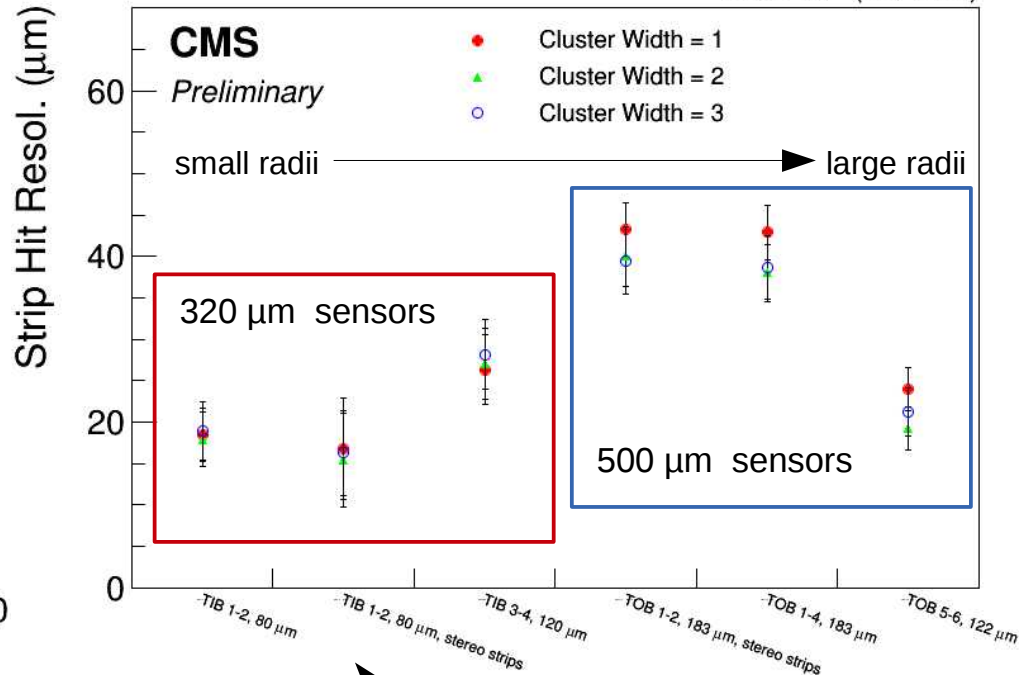 Strip Hit Resol. (μm)
CMS
Preliminary
Cluster Width = 1
Cluster Width = 2
Cluster Width = 3
small radii
large radii
320 μm sensors
500 μm sensors
60
40
20
0
0
TIB 1-2, 80 μm
TIB 1-2, 80 μm, stereo strips
TIB 3-4, 120 μm
TOB 1-2, 183 μm, stereo strips
TOB 1-4, 183 μm
TOB 5-6, 122 μm